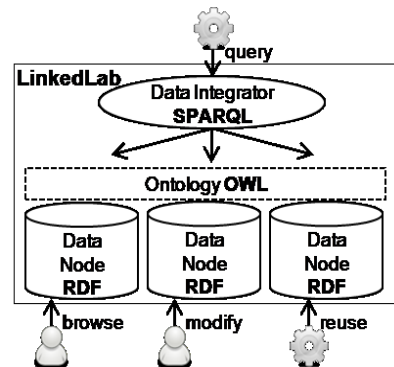 query
LinkedLab
Data Integrator
SPARQL
Ontology OWL
Data
Node
RDF
Data
Node
RDF
Data
Node
RDF
browse
modify
reuse